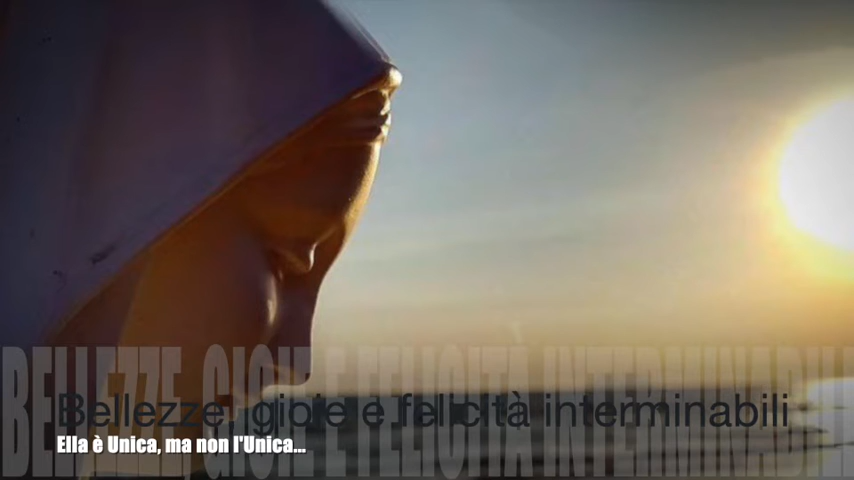 BELLEZZE, GIOIE E FELICITÀ INTERMINABILI
Bellezze, gioie e felicità interminabili
Ella è Unica, ma non l'Unica...